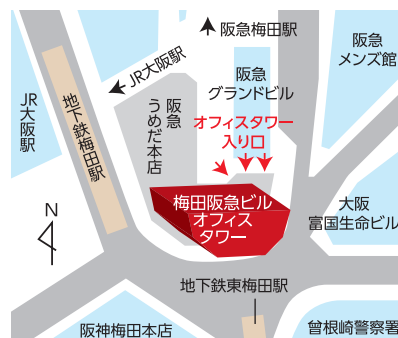 阪急梅田駅
JR大阪駅
阪急
メンズ館
阪急
グランドビル
JR
大阪駅
地下鉄梅田駅
阪急
うめだ本店
オフィスタワー
入り口
梅田阪急ビル
オフィス
タワー
大阪
富国生命ビル
N
地下鉄東梅田駅
阪神梅田本店
曾根崎警察署